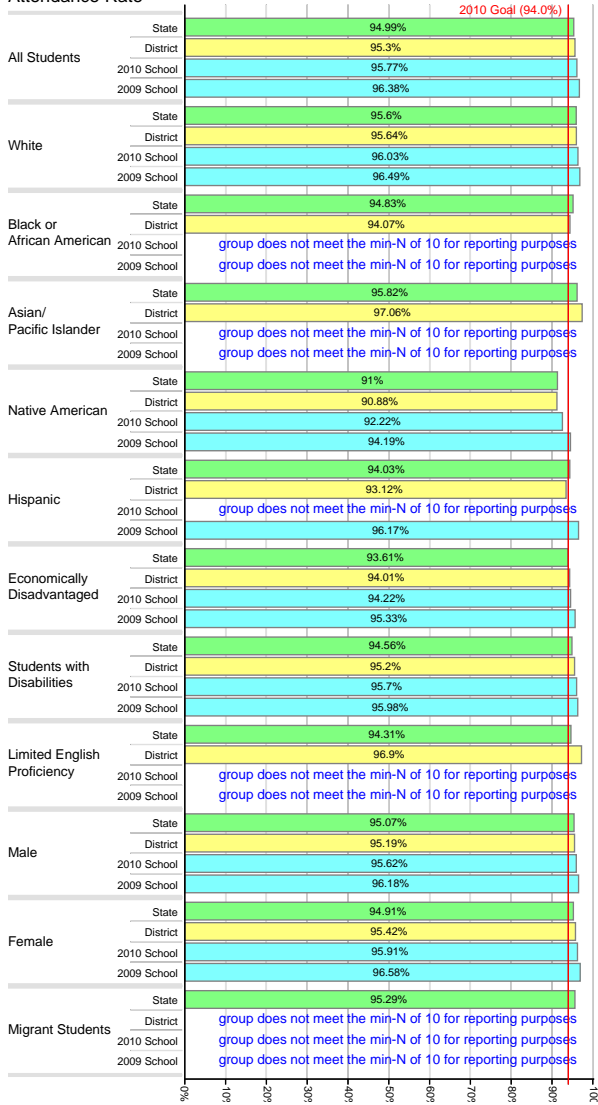 Attendance Rate
2010 Goal (94.0%)
All Students
State 94.99%
District 95.3%
2010 School 95.77%
2009 School 96.38%
White
State 95.6%
District 95.64%
2010 School 96.03%
2009 School 96.49%
Black or
African American
State 94.83%
District 94.07%
2010 School group does not meet the min-N of 10 for reporting purposes
2009 School group does not meet the min-N of 10 for reporting purposes
Asian/
Pacific Islander
State 95.82%
District 97.06%
2010 School group does not meet the min-N of 10 for reporting purposes
2009 School group does not meet the min-N of 10 for reporting purposes
Native American
State 91%
District 90.88%
2010 School 92.22%
2009 School 94.19%
Hispanic
State 94.03%
District 93.12%
2010 School group does not meet the min-N of 10 for reporting purposes
2009 School 96.17%
Economically
Disadvantaged
State 93.61%
District 94.01%
2010 School 94.22%
2009 School 95.33%
Students with
Disabilities
State 94.56%
District 95.2%
2010 School 95.7%
2009 School 95.98%
Limited English
Proficiency
State 94.31%
District 96.9%
2010 School group does not meet the min-N of 10 for reporting purposes
2009 School group does not meet the min-N of 10 for reporting purposes
Male
State 95.07%
District 95.19%
2010 School 95.62%
2009 School 96.18%
Female
State 94.91%
District 95.42%
2010 School 95.91%
2009 School 96.58%
Migrant Students
State 95.29%
District group does not meet the min-N of 10 for reporting purposes
2010 School group does not meet the min-N of 10 for reporting purposes
2009 School group does not meet the min-N of 10 for reporting purposes
0% 10% 20% 30% 40% 50% 60% 70% 80% 90% 100